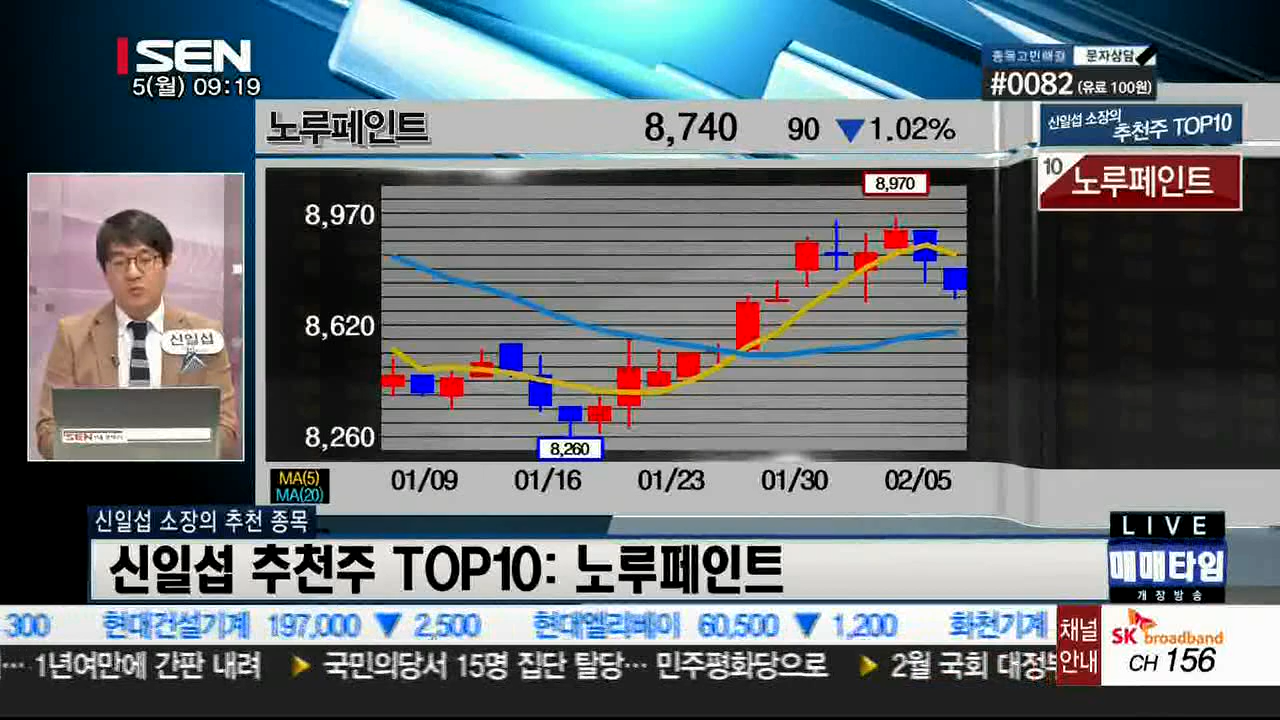 SEN
5(월) 09:19
종목고민해결 문자상담
#0082 (유료 100원)
노루페인트 8,740 90 ▼1.02%
신일섭 소장의
추천주 TOP10
10 노루페인트
8,970
8,970
8,620
8,260
8,260
신일섭
SEN
01/09 01/16 01/23 01/30 02/05
MA(5)
MA(20)
신일섭 소장의 추천 종목
신일섭 추천주 TOP10: 노루페인트
LIVE
매매타임
개장방송
300 현대건설기계 197,000 ▼ 2,500 현대엘리베이 60,500 ▼ 1,200 화천기계
… 1년여만에 간판 내려 ▶ 국민의당서 15명 집단 탈당… 민주평화당으로 ▶ 2월 국회 대정부
채널
안내
SK broadband
CH 156